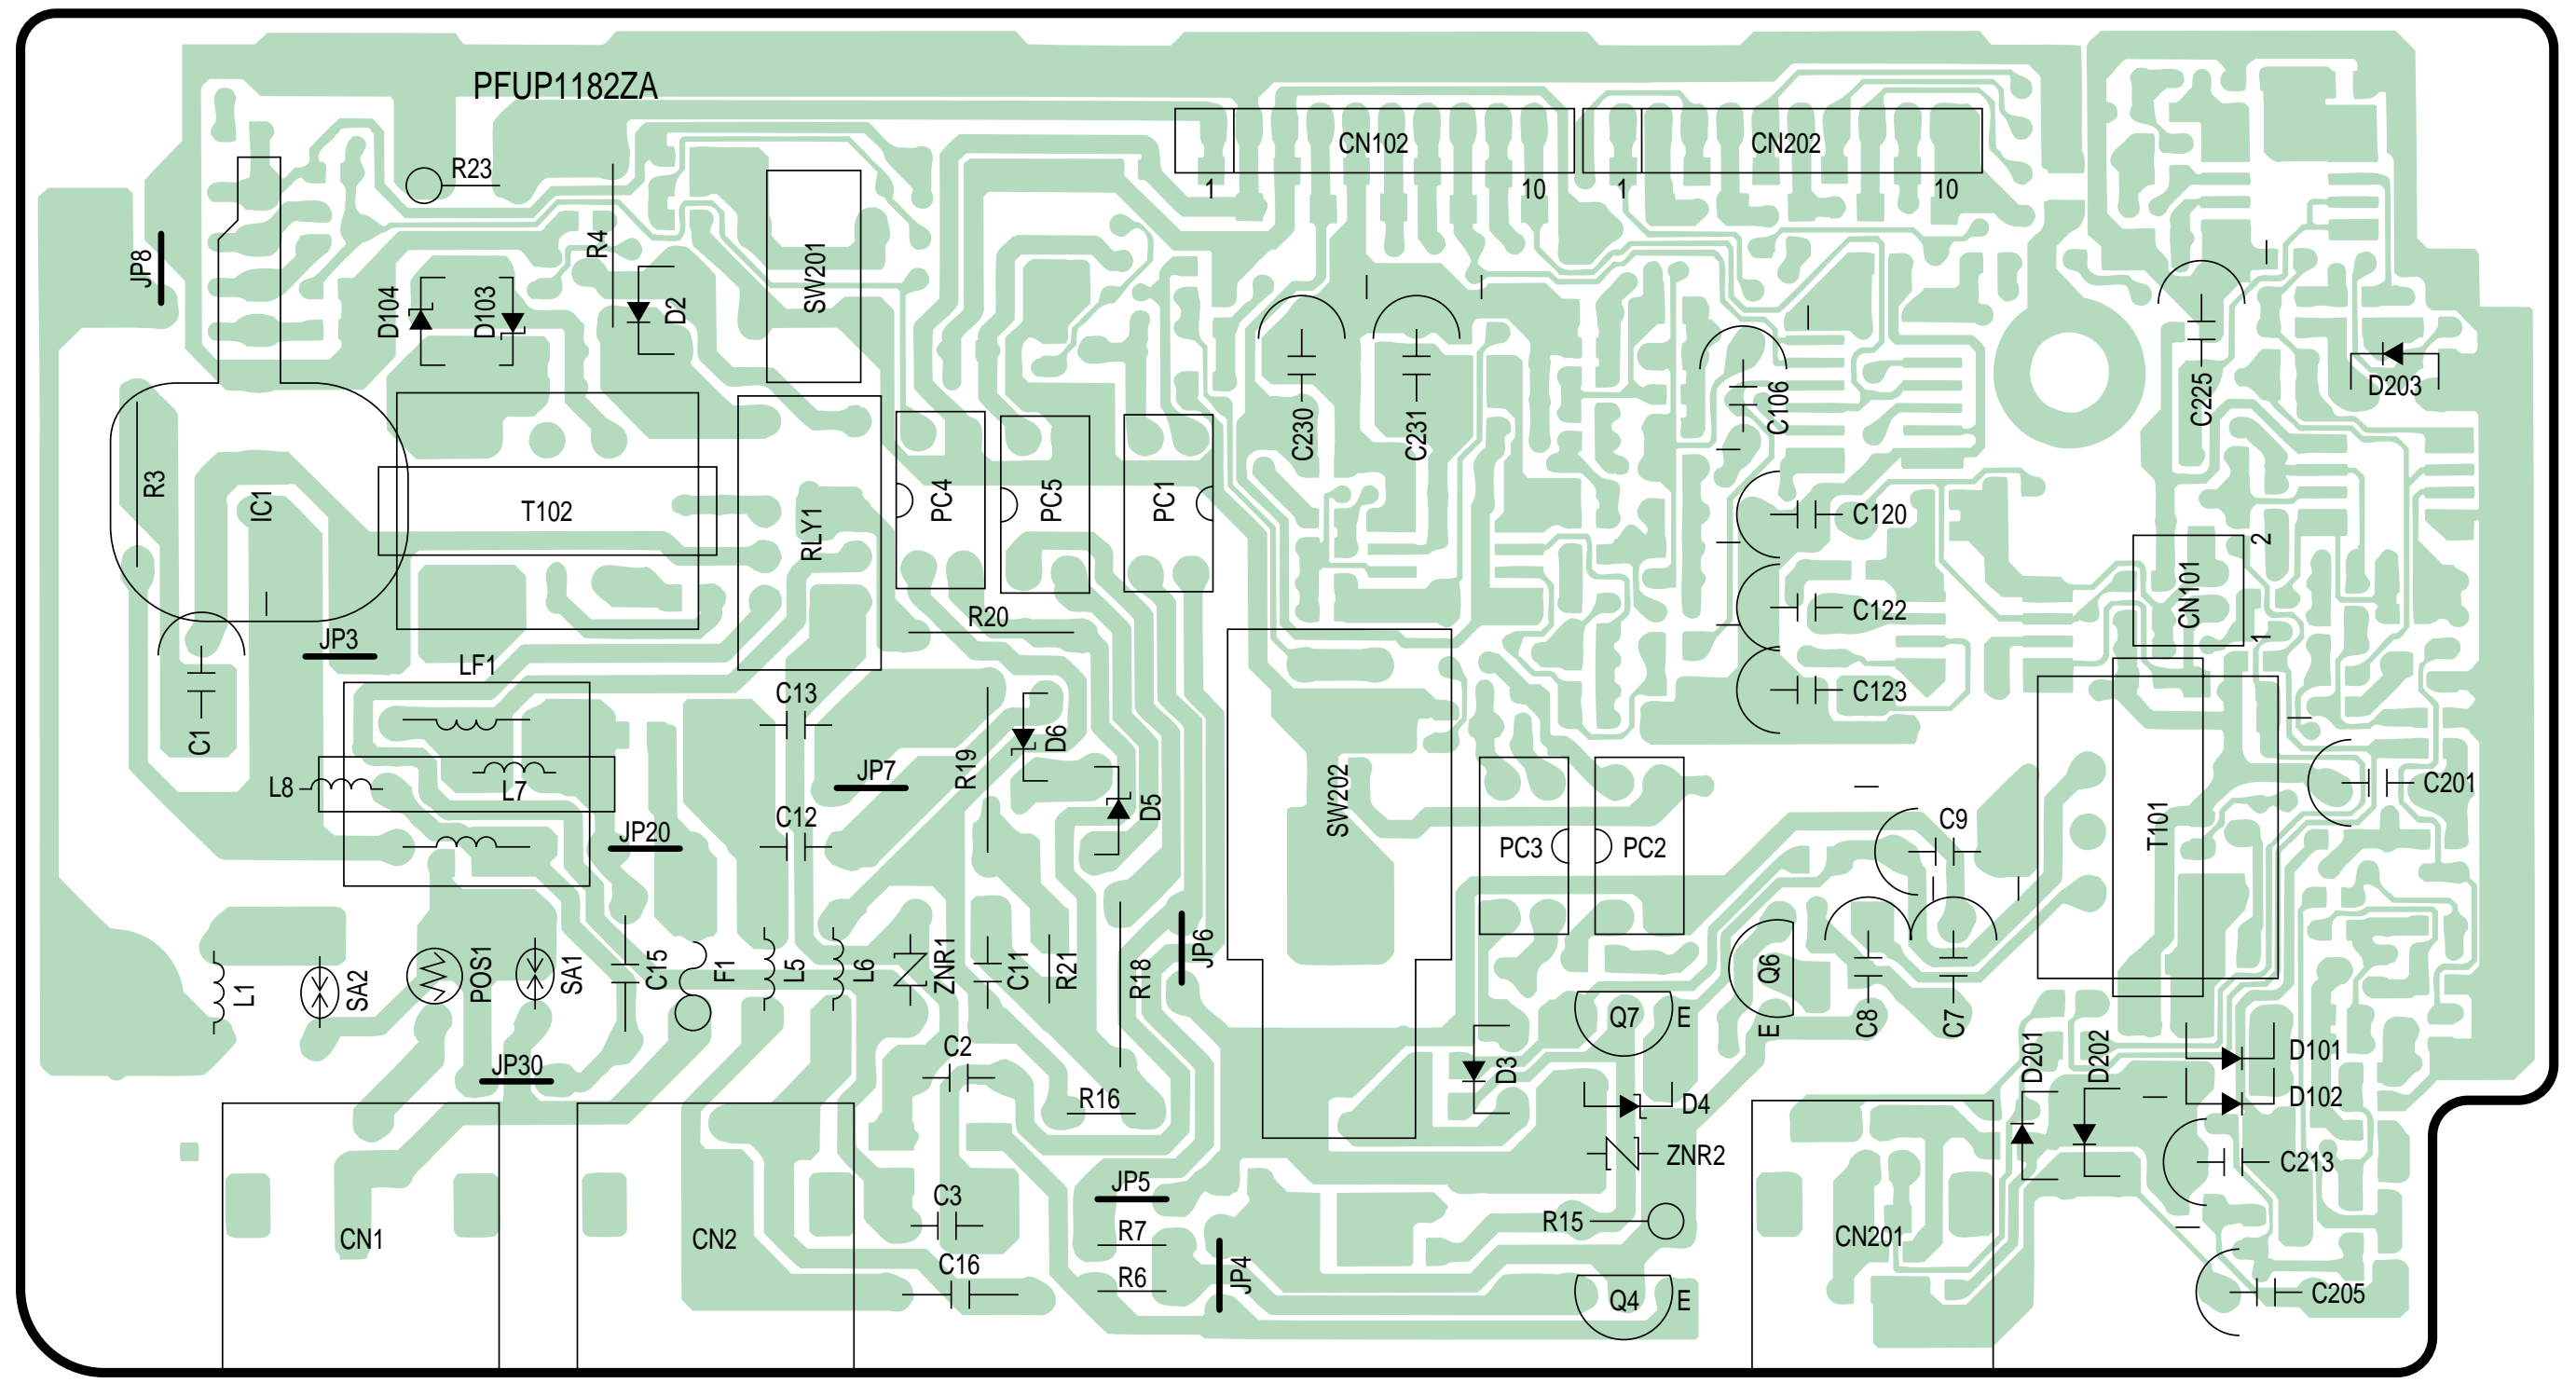 PFUP1182ZA
CN102
CN202
1
10
1
10
R23
R4
JP8
D104
D103
D2
SW201
C230
C231
C106
C225
D203
R3
IC1
T102
RLY1
PC4
PC5
PC1
C120
C122
C123
CN101
2
1
R20
JP3
LF1
C1
C13
C12
L8
L7
JP7
JP20
R19
D6
D5
SW202
PC3
PC2
C9
T101
C201
L1
SA2
POS1
SA1
C15
F1
L5
L6
ZNR1
C11
R21
R18
JP6
Q7
E
Q6
E
C8
C7
D201
D202
D101
D102
JP30
C2
R16
D3
D4
ZNR2
C213
CN1
CN2
C3
C16
JP5
R7
R6
JP4
R15
Q4
E
CN201
C205